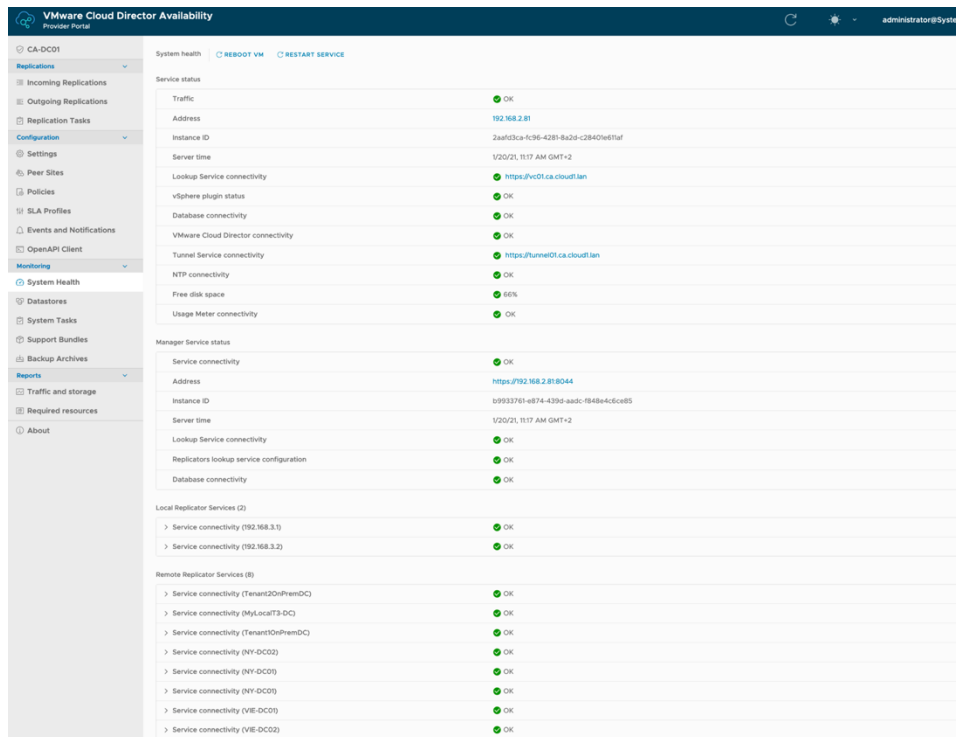 VMware Cloud Director Availability
Provider Portal
administrator@Syste
CA-DC01
Replications
Incoming Replications
Outgoing Replications
Replication Tasks
Configuration
Settings
Peer Sites
Policies
SLA Profiles
Events and Notifications
OpenAPI Client
Monitoring
System Health
Datastores
System Tasks
Support Bundles
Backup Archives
Reports
Traffic and storage
Required resources
About
System health REBOOT VM RESTART SERVICE
Service status
Traffic OK
Address 192.168.2.81
Instance ID 2aafd3ca-fc96-4281-8a2d-c28401e611af
Server time 1/20/21, 11:17 AM GMT+2
Lookup Service connectivity https://vc01.ca.cloud1.lan
vSphere plugin status OK
Database connectivity OK
VMware Cloud Director connectivity OK
Tunnel Service connectivity https://tunnel01.ca.cloud1.lan
NTP connectivity OK
Free disk space 66%
Usage Meter connectivity OK
Manager Service status
Service connectivity OK
Address https://192.168.2.81:8044
Instance ID b9933761-e874-439d-aadc-f848e4c6ce85
Server time 1/20/21, 11:17 AM GMT+2
Lookup Service connectivity OK
Replicators lookup service configuration OK
Database connectivity OK
Local Replicator Services (2)
> Service connectivity (192.168.3.1) OK
> Service connectivity (192.168.3.2) OK
Remote Replicator Services (8)
> Service connectivity (Tenant2OnPremDC) OK
> Service connectivity (MyLocalT3-DC) OK
> Service connectivity (Tenant1OnPremDC) OK
> Service connectivity (NY-DC02) OK
> Service connectivity (NY-DC01) OK
> Service connectivity (NY-DC01) OK
> Service connectivity (VIE-DC01) OK
> Service connectivity (VIE-DC02) OK